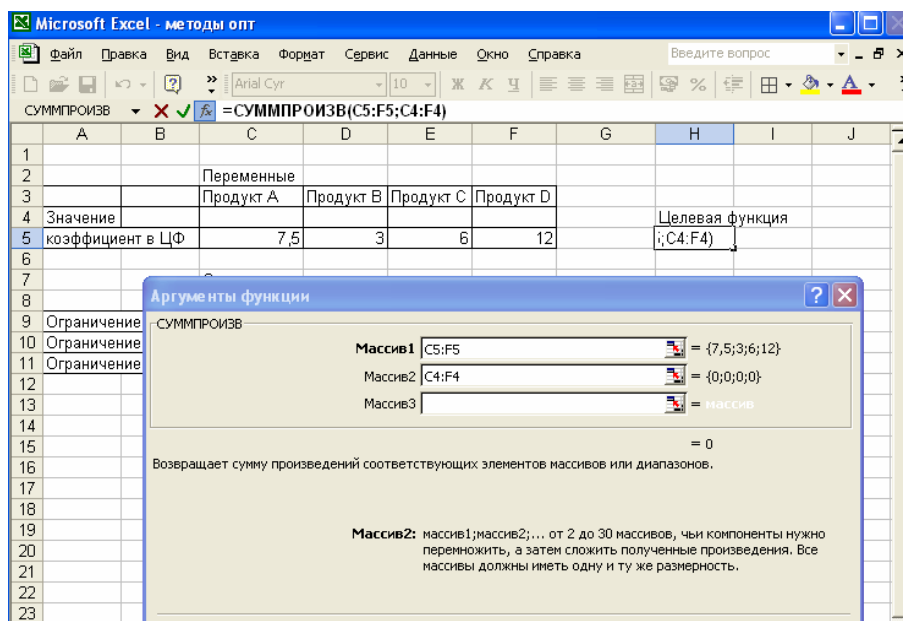 Microsoft Excel - методы опт
Файл Правка Вид Вставка Формат Сервис Данные Окно Справка Введите вопрос
Arial Cyr 10 Ж К Ч
СУММПРОИЗВ fx =СУММПРОИЗВ(C5:F5;C4:F4)
A B C D E F G H I J
1
2 Переменные
3 Продукт А Продукт В Продукт С Продукт D
4 Значение Целевая функция
5 коэффициент в ЦФ 7,5 3 6 12 ;C4:F4)
6
7
8 Аргументы функции
9 Ограничение СУММПРОИЗВ
10 Ограничение Массив1 C5:F5 = {7,5;3;6;12}
11 Ограничение Массив2 C4:F4 = {0;0;0;0}
12
13 Массив3 = массив
14
15 = 0
16 Возвращает сумму произведений соответствующих элементов массивов или диапазонов.
17
18
19 Массив2: массив1;массив2;... от 2 до 30 массивов, чьи компоненты нужно
20 перемножить, а затем сложить полученные произведения. Все
21 массивы должны иметь одну и ту же размерность.
22
23